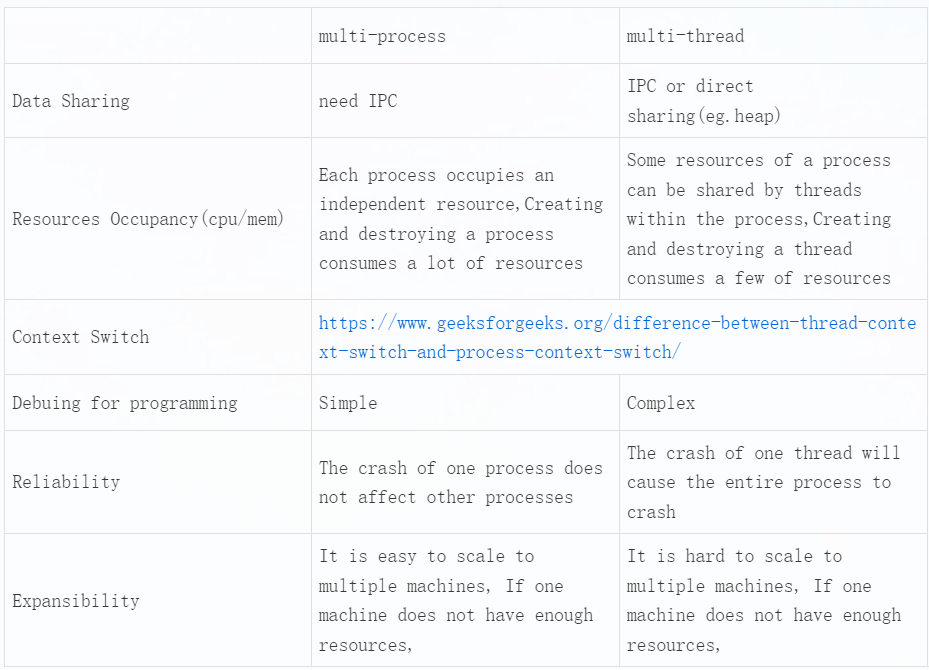 multi-process
multi-thread
Data Sharing
need IPC
IPC or direct
sharing(eg.heap)
Resources Occupancy(cpu/mem)
Each process occupies an
independent resource,Creating
and destroying a process
consumes a lot of resources
Some resources of a process
can be shared by threads
within the process,Creating
and destroying a thread
consumes a few of resources
Context Switch
https://www.geeksforgeeks.org/difference-between-thread-conte
xt-switch-and-process-context-switch/
Debuing for programming
Simple
Complex
Reliability
The crash of one process does
not affect other processes
The crash of one thread will
cause the entire process to
crash
Expansibility
It is easy to scale to
multiple machines, If one
machine does not have enough
resources,
It is hard to scale to
multiple machines, If one
machine does not have enough
resources,